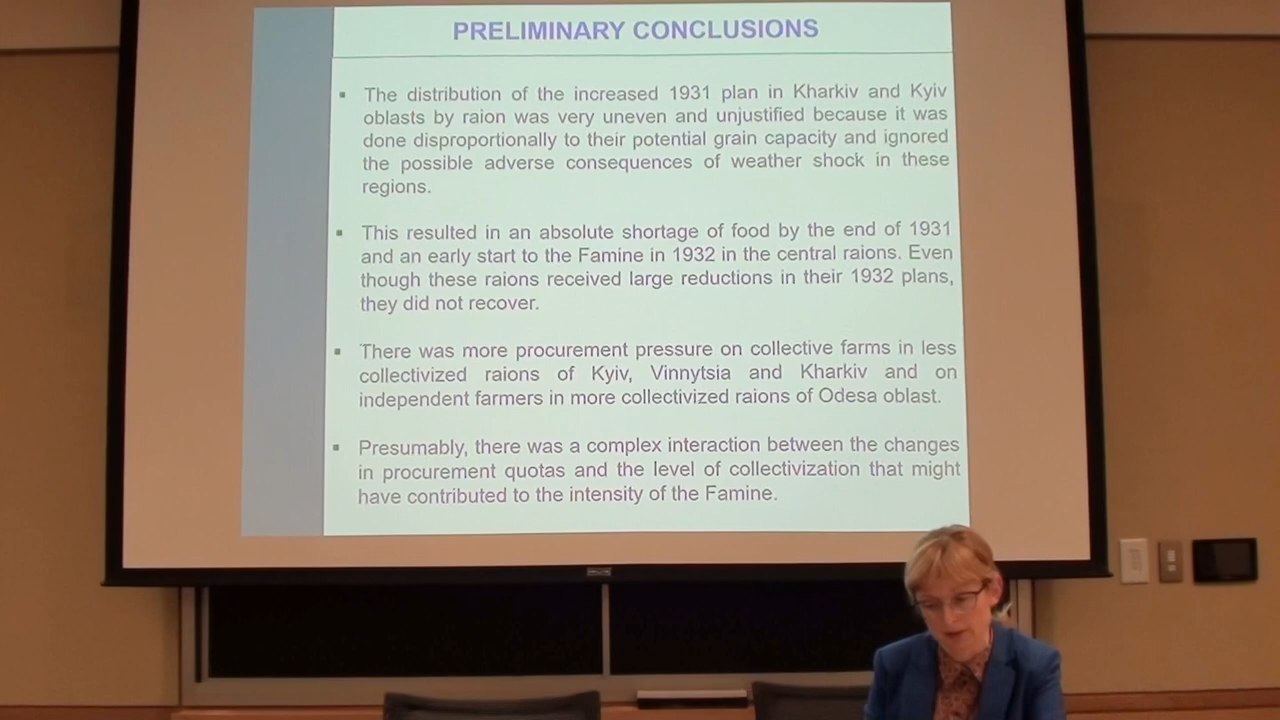 PRELIMINARY CONCLUSIONS
▪ The distribution of the increased 1931 plan in Kharkiv and Kyiv
oblasts by raion was very uneven and unjustified because it was
done disproportionally to their potential grain capacity and ignored
the possible adverse consequences of weather shock in these
regions.
▪ This resulted in an absolute shortage of food by the end of 1931
and an early start to the Famine in 1932 in the central raions. Even
though these raions received large reductions in their 1932 plans,
they did not recover.
▪ There was more procurement pressure on collective farms in less
collectivized raions of Kyiv, Vinnytsia and Kharkiv and on
independent farmers in more collectivized raions of Odesa oblast.
▪ Presumably, there was a complex interaction between the changes
in procurement quotas and the level of collectivization that might
have contributed to the intensity of the Famine.